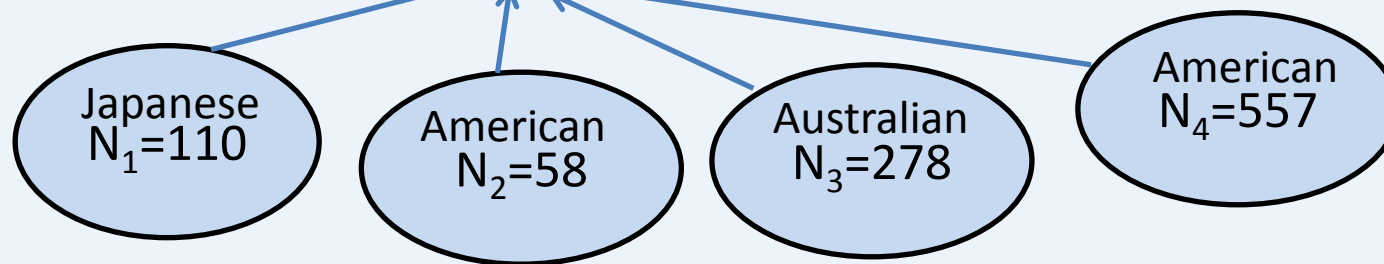 Japanese
N₁=110
American
N₂=58
Australian
N₃=278
American
N₄=557